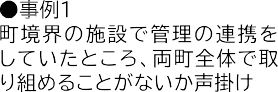 ●事例1
町境界の施設で管理の連携を
していたところ、両町全体で取
り組めることがないか声掛け